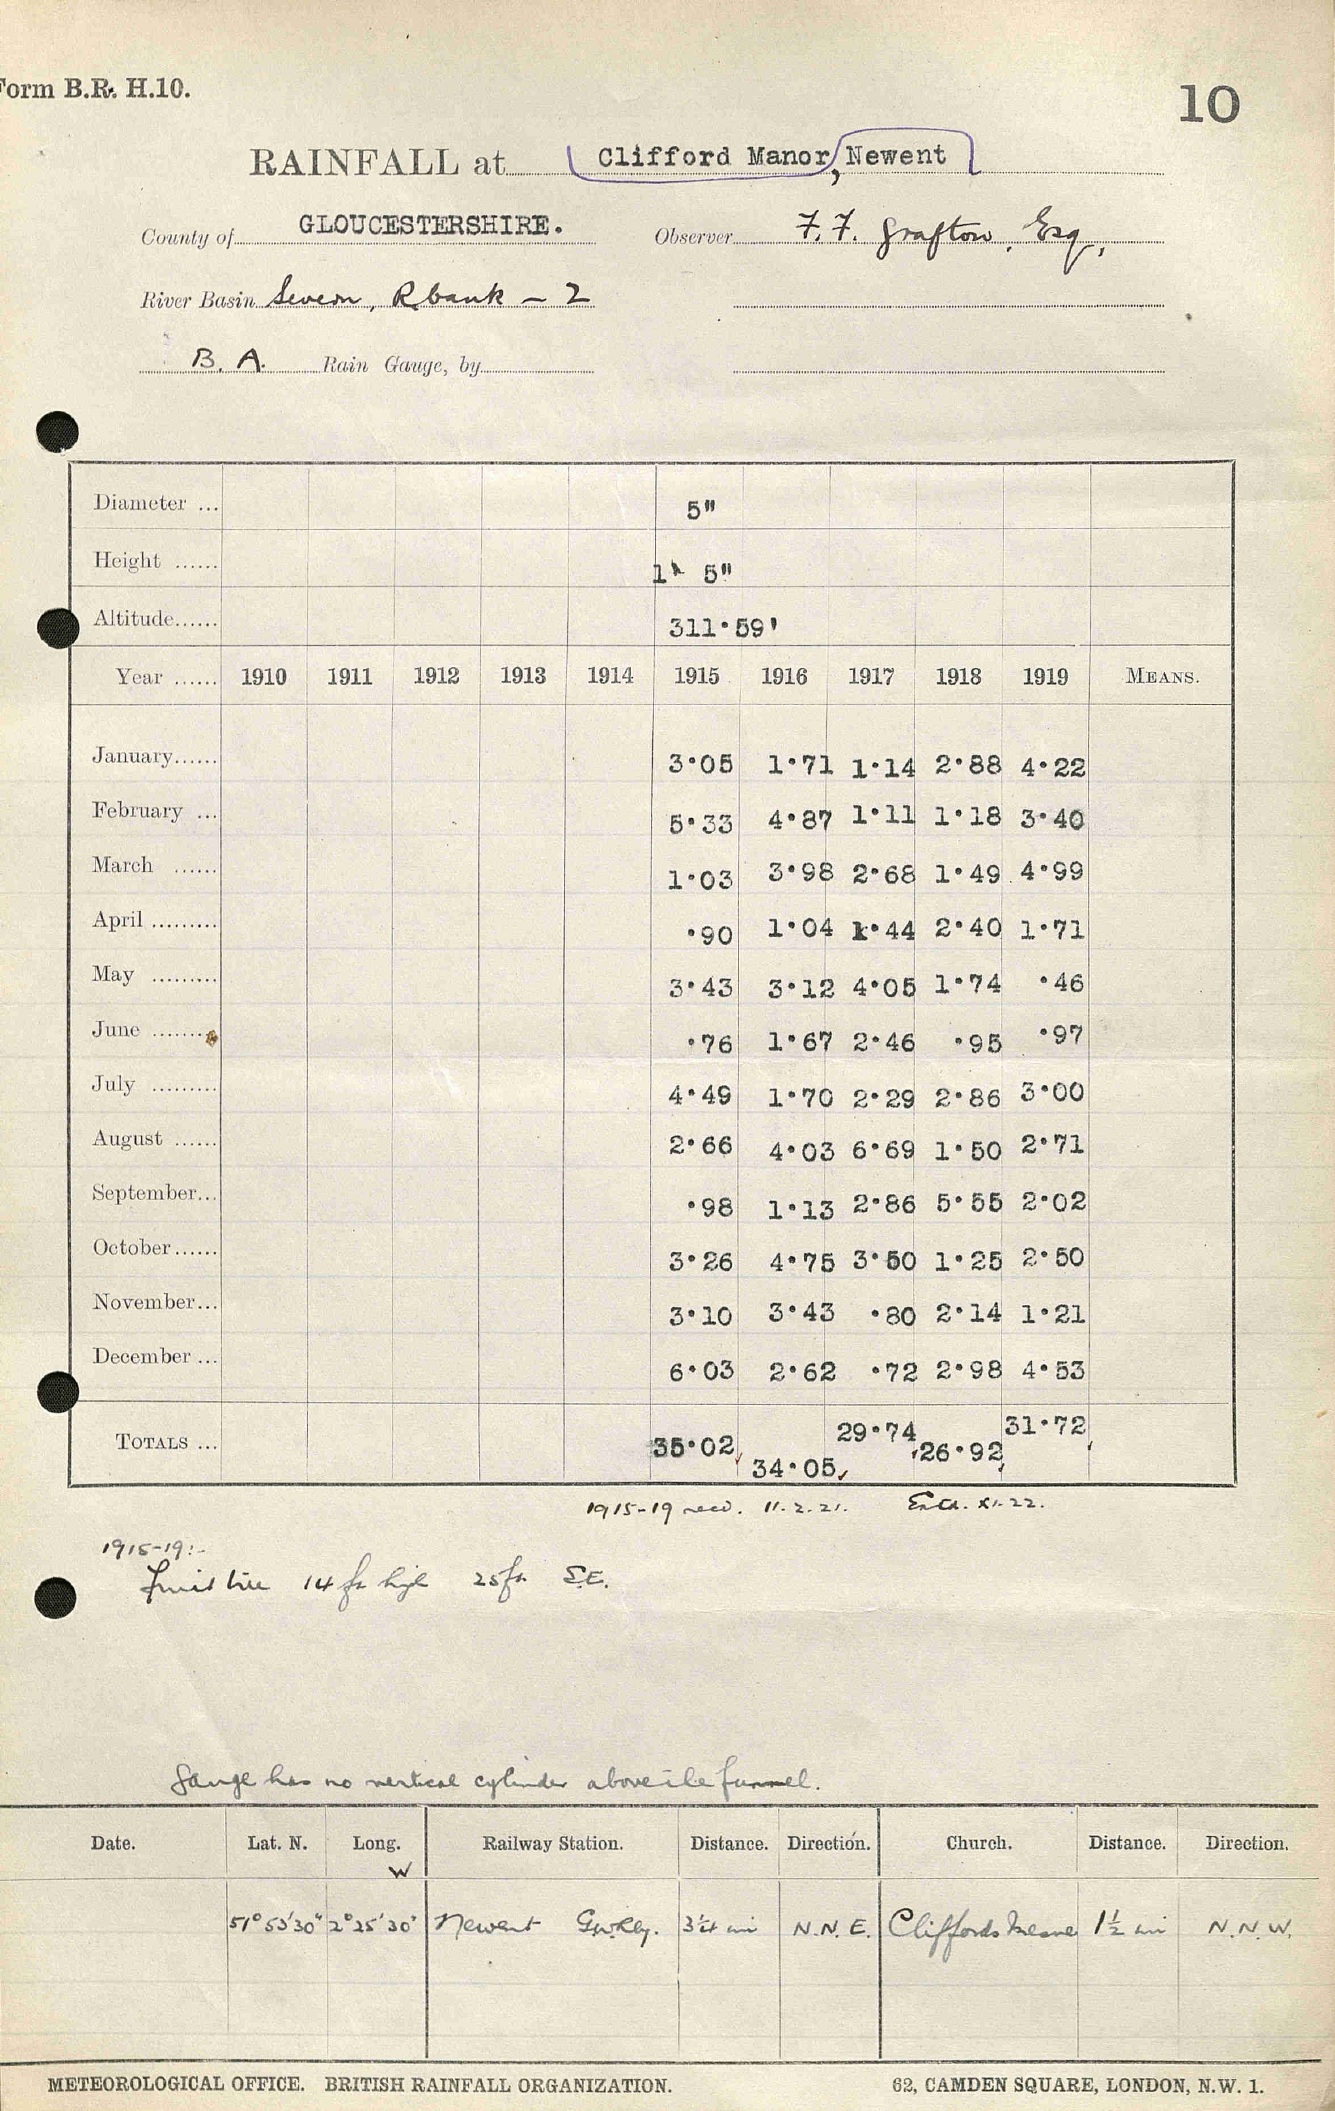 Form B.R. H.10.
10
RAINFALL at Clifford Manor, Newent
County of GLOUCESTERSHIRE. Observer F. F. Grafton, Esq,
River Basin Severn, R bank - 2
B. A. Rain Gauge, by
Diameter ... 5"
Height ...... 1' 5"
Altitude...... 311·59'
Year ...... 1910 1911 1912 1913 1914 1915 1916 1917 1918 1919 MEANS.
January...... 3·05 1·71 1·14 2·88 4·22
February ... 5·33 4·87 1·11 1·18 3·40
March ...... 1·03 3·98 2·68 1·49 4·99
April ......... ·90 1·04 1·44 2·40 1·71
May ......... 3·43 3·12 4·05 1·74 ·46
June ........ ·76 1·67 2·46 ·95 ·97
July ......... 4·49 1·70 2·29 2·86 3·00
August ...... 2·66 4·03 6·69 1·50 2·71
September... ·98 1·13 2·86 5·55 2·02
October...... 3·26 4·75 3·50 1·25 2·50
November... 3·10 3·43 ·80 2·14 1·21
December ... 6·03 2·62 ·72 2·98 4·53
TOTALS ... 35·02 34·05 29·74 26·92 31·72
1915-19 recd. 11.2.21. Entd. XI.22.
1915-19:-
Fruit tree 14 ft high 25 ft S.E.
Gauge has no vertical cylinder above the funnel.
Date. Lat. N. Long. W Railway Station. Distance. Direction. Church. Distance. Direction.
51° 53' 30" 2° 25' 30" Newent G.W.Rly. 3¼ mi N.N.E. Cliffords Mesne 1½ mi N.N.W.
METEOROLOGICAL OFFICE. BRITISH RAINFALL ORGANIZATION. 62, CAMDEN SQUARE, LONDON, N.W. 1.